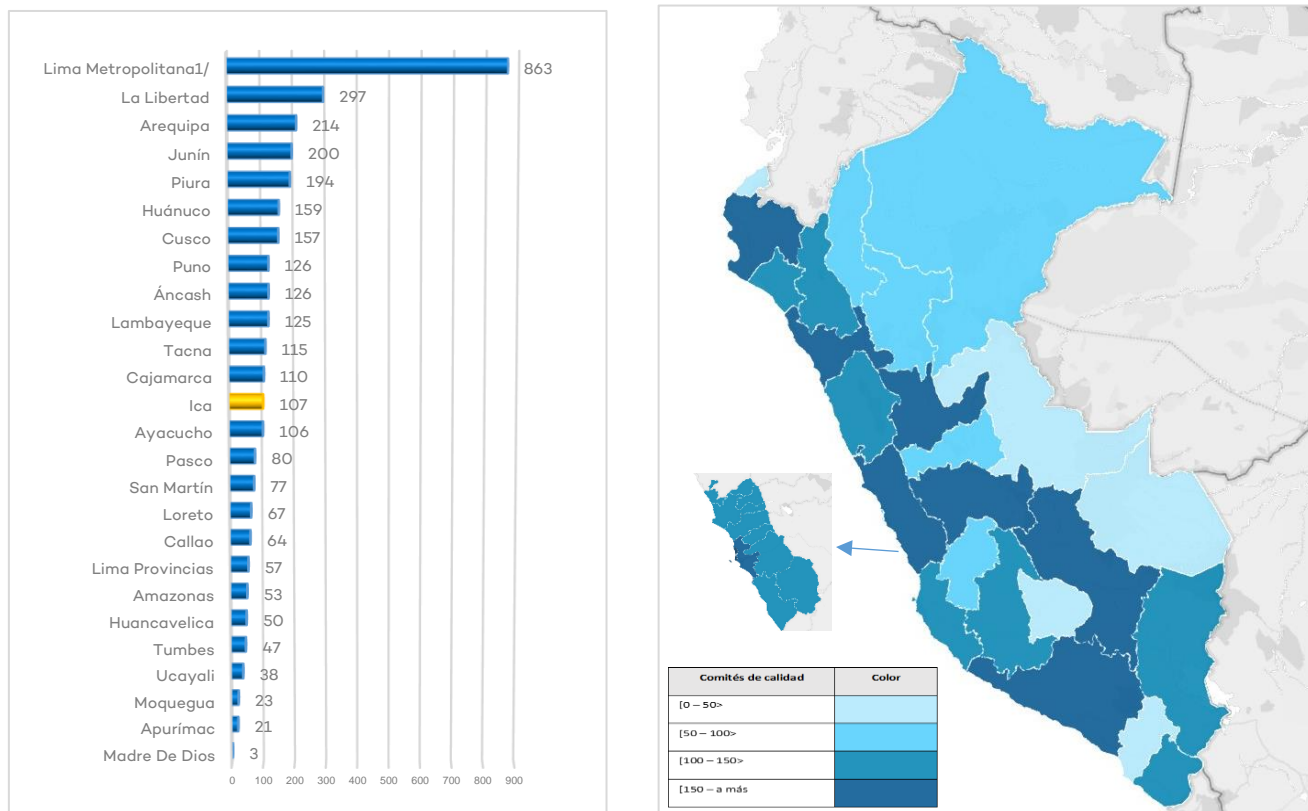 Lima Metropolitana1/ 863
La Libertad 297
Arequipa 214
Junín 200
Piura 194
Huánuco 159
Cusco 157
Puno 126
Áncash 126
Lambayeque 125
Tacna 115
Cajamarca 110
Ica 107
Ayacucho 106
Pasco 80
San Martín 77
Loreto 67
Callao 64
Lima Provincias 57
Amazonas 53
Huancavelica 50
Tumbes 47
Ucayali 38
Moquegua 23
Apurímac 21
Madre De Dios 3
0 100 200 300 400 500 600 700 800 900
Comités de calidad Color
[0 – 50>
[50 – 100>
[100 – 150>
[150 – a más